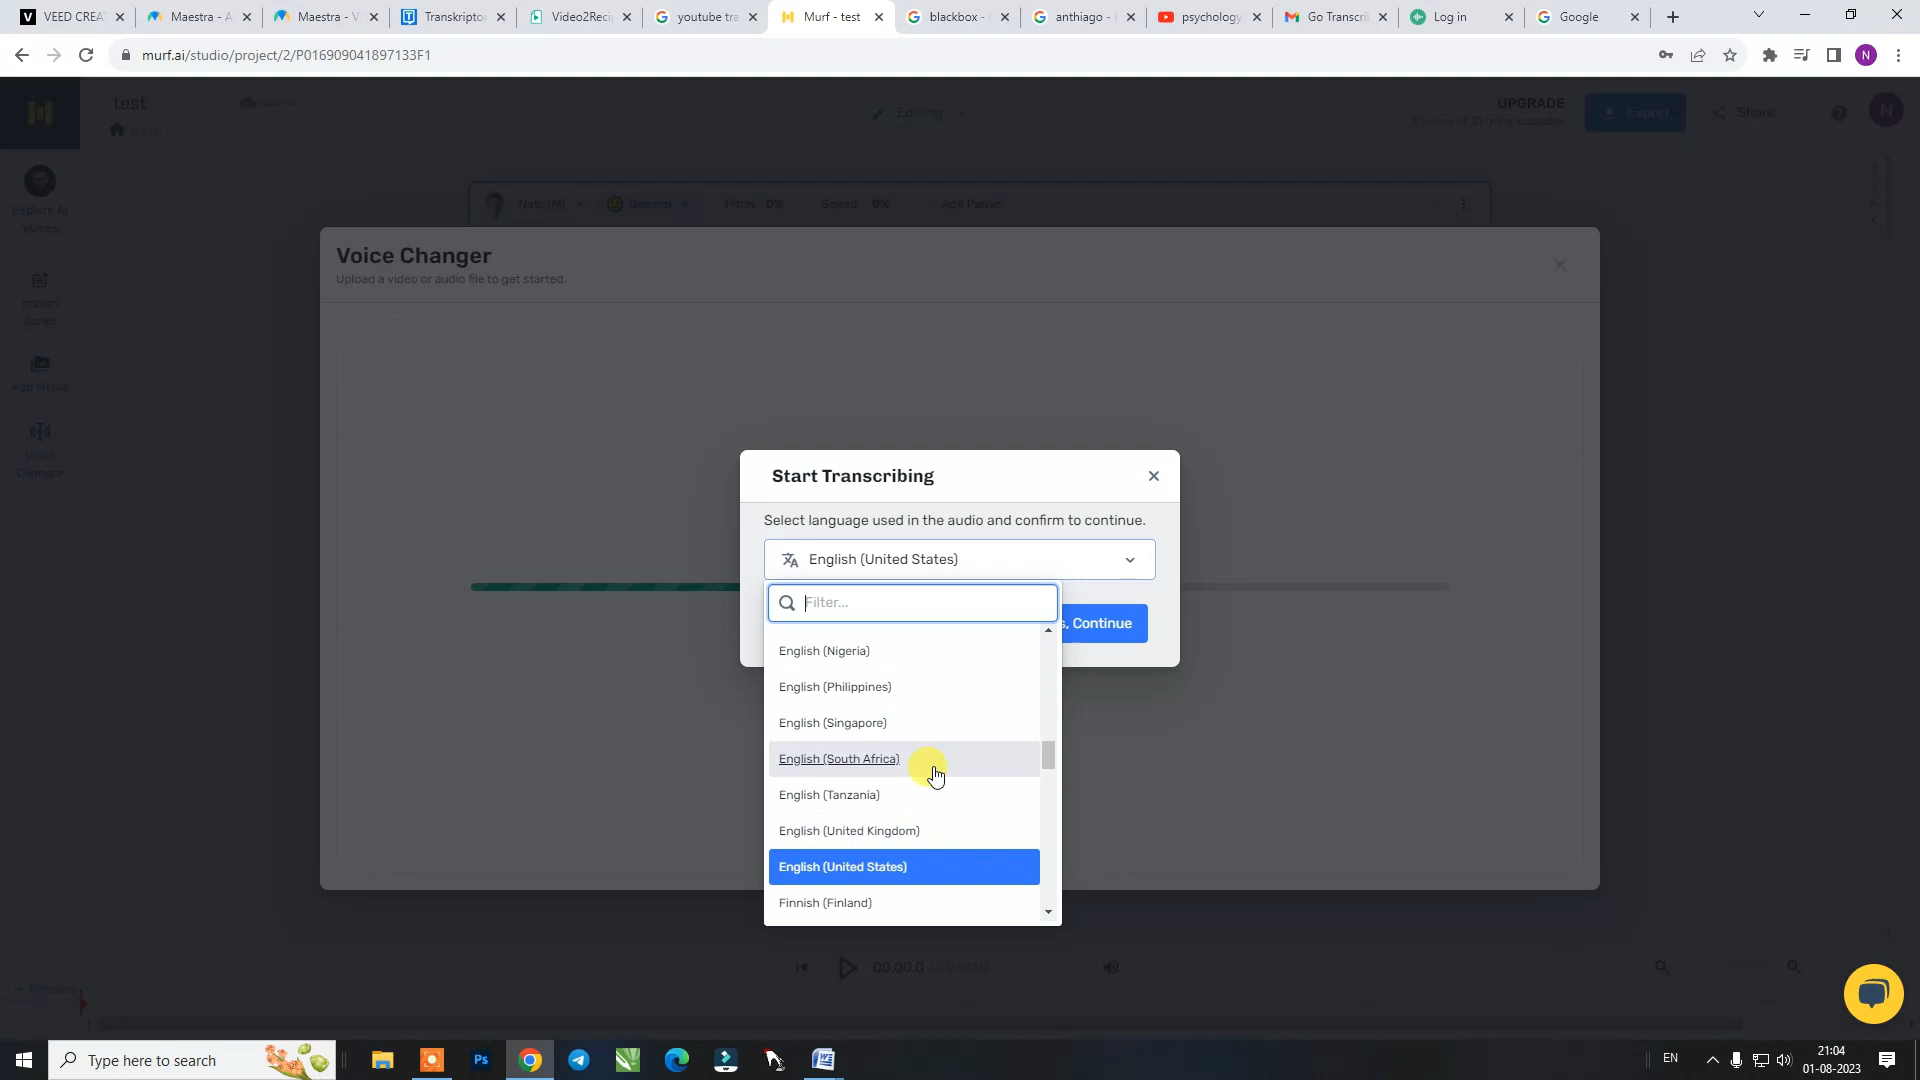 VEED CREA
Maestra - A
Maestra - V
Transkripto
Video2Reci
youtube tra
Murf - test
blackbox - 
anthiago - 
psychology
Go Transcri
Log in
Google
murf.ai/studio/project/2/P016909041897133F1
N
test
Editing
UPGRADE
Export
Share
N
Explore AI
Voices
Import
Script
Add Media
Voice
Changer
Preview
General
Pitch 0%
Speed 0%
Add Pause
Voice Changer
Upload a video or audio file to get started.
Start Transcribing
Select language used in the audio and confirm to continue.
English (United States)
Filter...
s, Continue
English (Nigeria)
English (Philippines)
English (Singapore)
English (South Africa)
English (Tanzania)
English (United Kingdom)
English (United States)
Finnish (Finland)
00:00.0 / 00:00.0
Type here to search
Ps
EN
21:04
01-08-2023